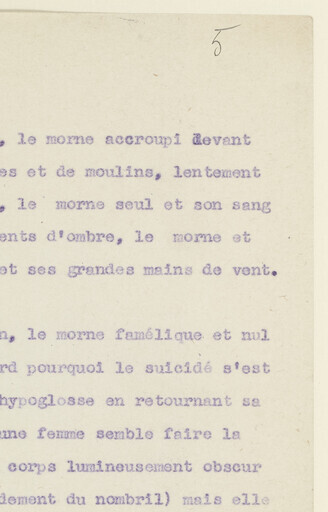 5
, le morne accroupi devant
es et de moulins, lentement
, le morne seul et son sang
ents d'ombre, le morne et
et ses grandes mains de vent.
n, le morne famélique et nul
rd pourquoi le suicidé s'est
hypoglosse en retournant sa
une femme semble faire la
corps lumineusement obscur
dement du nombril) mais elle